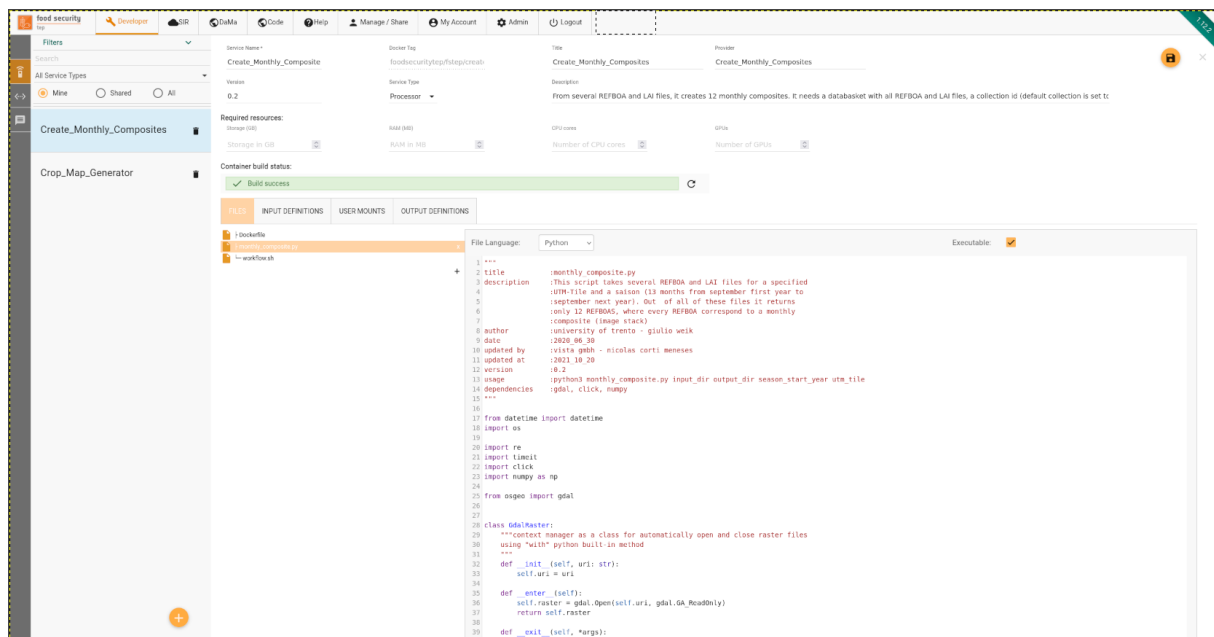 food security
tep
Developer
SIR
DaMa
Code
Help
Manage / Share
My Account
Admin
Logout
1.12.2
Filters
Search
All Service Types
Mine
Shared
All
Create_Monthly_Composites
Crop_Map_Generator
Service Name *
Docker Tag
Title
Provider
Create_Monthly_Composite
foodsecuritytep/fstep/creat
Create_Monthly_Composites
Create_Monthly_Composites
Version
Service Type
Description
0.2
Processor
From several REFBOA and LAI files, it creates 12 monthly composites. It needs a databasket with all REFBOA and LAI files, a collection id (default collection is set to
Required resources:
Storage (GB)
RAM (MB)
CPU cores
GPUs
Storage in GB
RAM in MB
Number of CPU cores
Number of GPUs
Container build status:
Build success
FILES
INPUT DEFINITIONS
USER MOUNTS
OUTPUT DEFINITIONS
Dockerfile
monthly_composite.py
x
workflow.sh
+
File Language:
Python
Executable:
1 """
2 title :monthly_composite.py
3 description :This script takes several REFBOA and LAI files for a specified
4 :UTM-Tile and a saison (13 months from september first year to
5 :september next year). Out of all of these files it returns
6 :only 12 REFBOAS, where every REFBOA correspond to a monthly
7 :composite (image stack)
8 author :university of trento - giulio weik
9 date :2020_06_30
10 updated by :vista gmbh - nicolas corti meneses
11 updated at :2021_10_20
12 version :0.2
13 usage :python3 monthly_composite.py input_dir output_dir season_start_year utm_tile
14 dependencies :gdal, click, numpy
15 """
16
17 from datetime import datetime
18 import os
19
20 import re
21 import timeit
22 import click
23 import numpy as np
24
25 from osgeo import gdal
26
27
28 class GdalRaster:
29 """context manager as a class for automatically open and close raster files
30 using "with" python built-in method
31 """
32 def __init__(self, uri: str):
33 self.uri = uri
34
35 def __enter__(self):
36 self.raster = gdal.Open(self.uri, gdal.GA_ReadOnly)
37 return self.raster
38
39 def __exit__(self, *args):